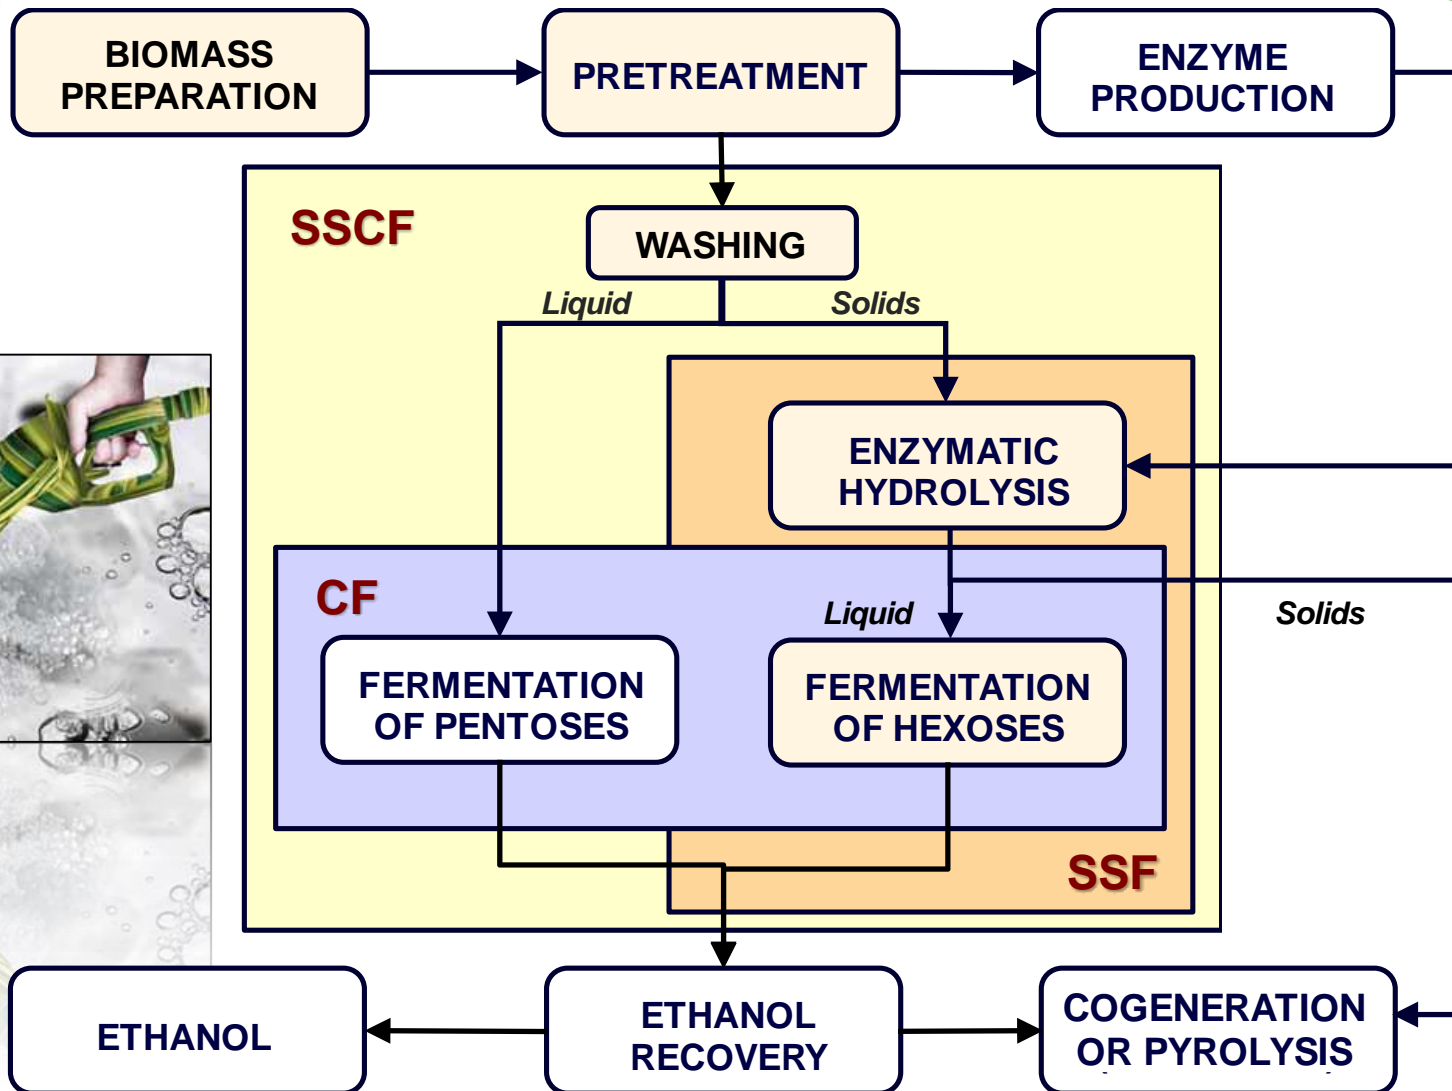 BIOMASS
PREPARATION
PRETREATMENT
ENZYME
PRODUCTION
SSCF
WASHING
Liquid
Solids
ENZYMATIC
HYDROLYSIS
CF
Liquid
Solids
FERMENTATION
OF PENTOSES
FERMENTATION
OF HEXOSES
SSF
ETHANOL
ETHANOL
RECOVERY
COGENERATION
OR PYROLYSIS